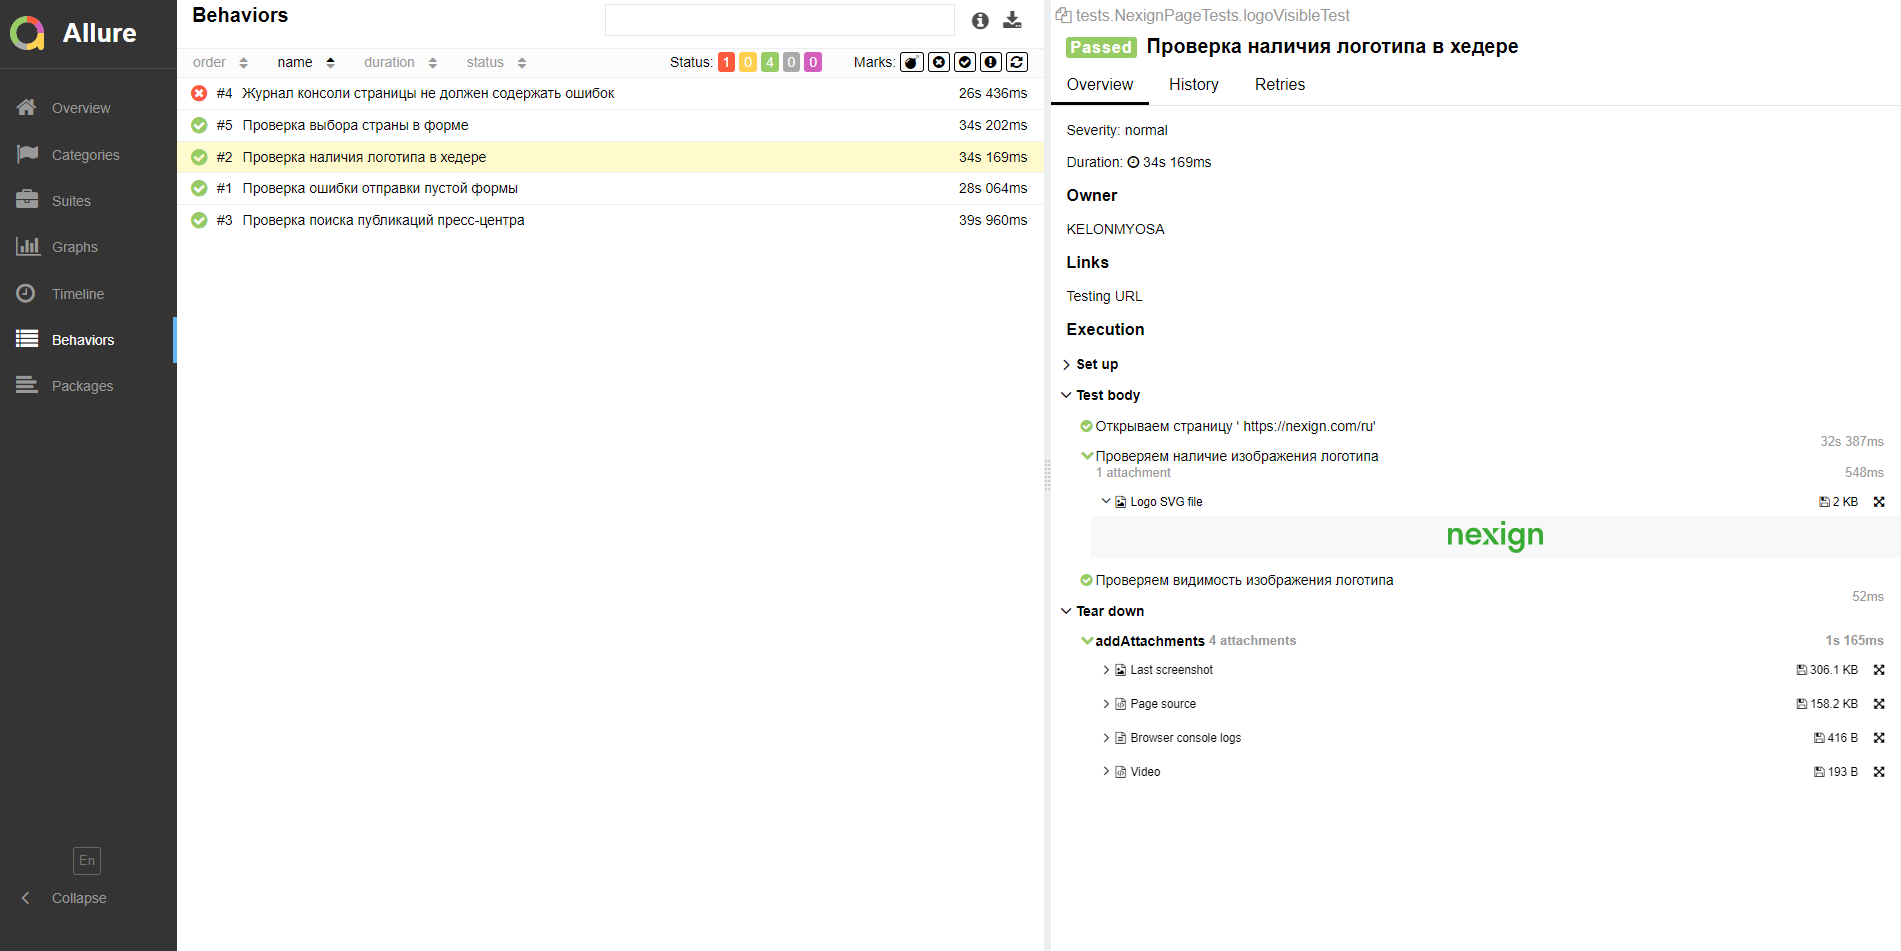 Allure
Overview
Categories
Suites
Graphs
Timeline
Behaviors
Packages
En
Collapse
Behaviors
order name duration status Status: 1 0 4 0 0 Marks:
#4 Журнал консоли страницы не должен содержать ошибок 26s 436ms
#5 Проверка выбора страны в форме 34s 202ms
#2 Проверка наличия логотипа в хедере 34s 169ms
#1 Проверка ошибки отправки пустой формы 28s 064ms
#3 Проверка поиска публикаций пресс-центра 39s 960ms
tests.NexignPageTests.logoVisibleTest
Passed Проверка наличия логотипа в хедере
Overview History Retries
Severity: normal
Duration: 34s 169ms
Owner
KELONMYOSA
Links
Testing URL
Execution
Set up
Test body
Открываем страницу ' https://nexign.com/ru'
32s 387ms
Проверяем наличие изображения логотипа
1 attachment 548ms
Logo SVG file 2 KB
nexign
Проверяем видимость изображения логотипа
52ms
Tear down
addAttachments 4 attachments 1s 165ms
Last screenshot 306.1 KB
Page source 158.2 KB
Browser console logs 416 B
Video 193 B